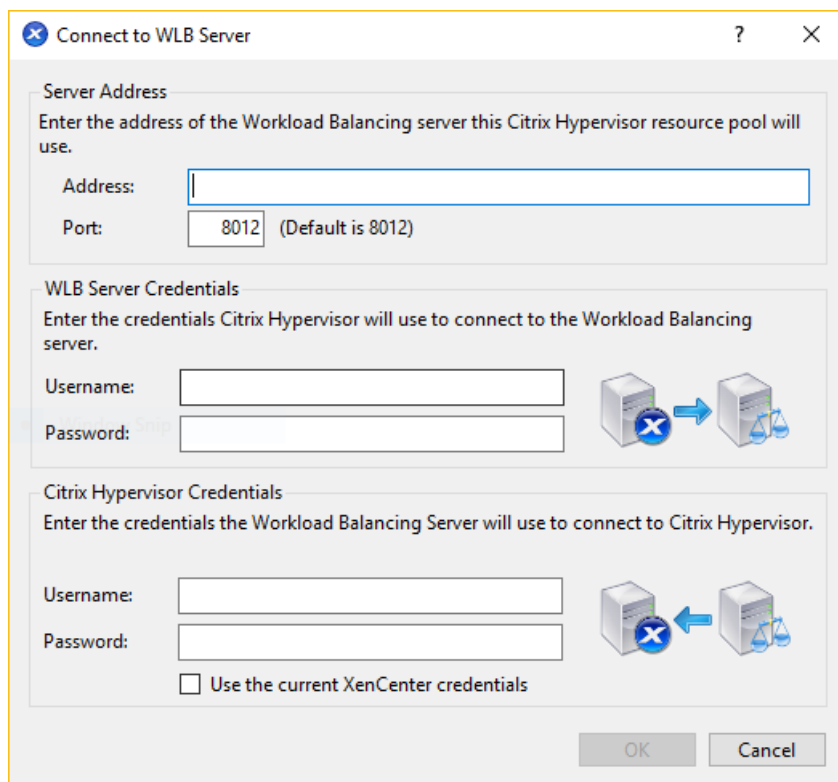 Connect to WLB Server
?
Server Address
Enter the address of the Workload Balancing server this Citrix Hypervisor resource pool will
use.
Address:
Port: 8012 (Default is 8012)
WLB Server Credentials
Enter the credentials Citrix Hypervisor will use to connect to the Workload Balancing
server.
Username:
Window Snip
Password:
Citrix Hypervisor Credentials
Enter the credentials the Workload Balancing Server will use to connect to Citrix Hypervisor.
Username:
Password:
Use the current XenCenter credentials
OK Cancel